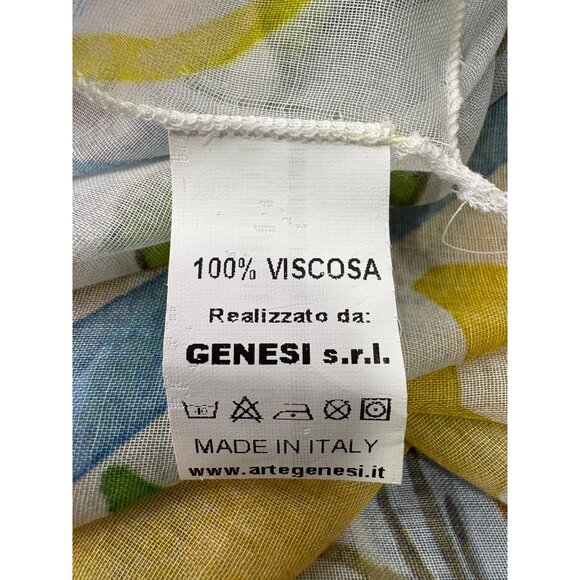 100% VISCOSA
Realizzato da:
GENESI s.r.l.
MADE IN ITALY
www.artegenesi.it